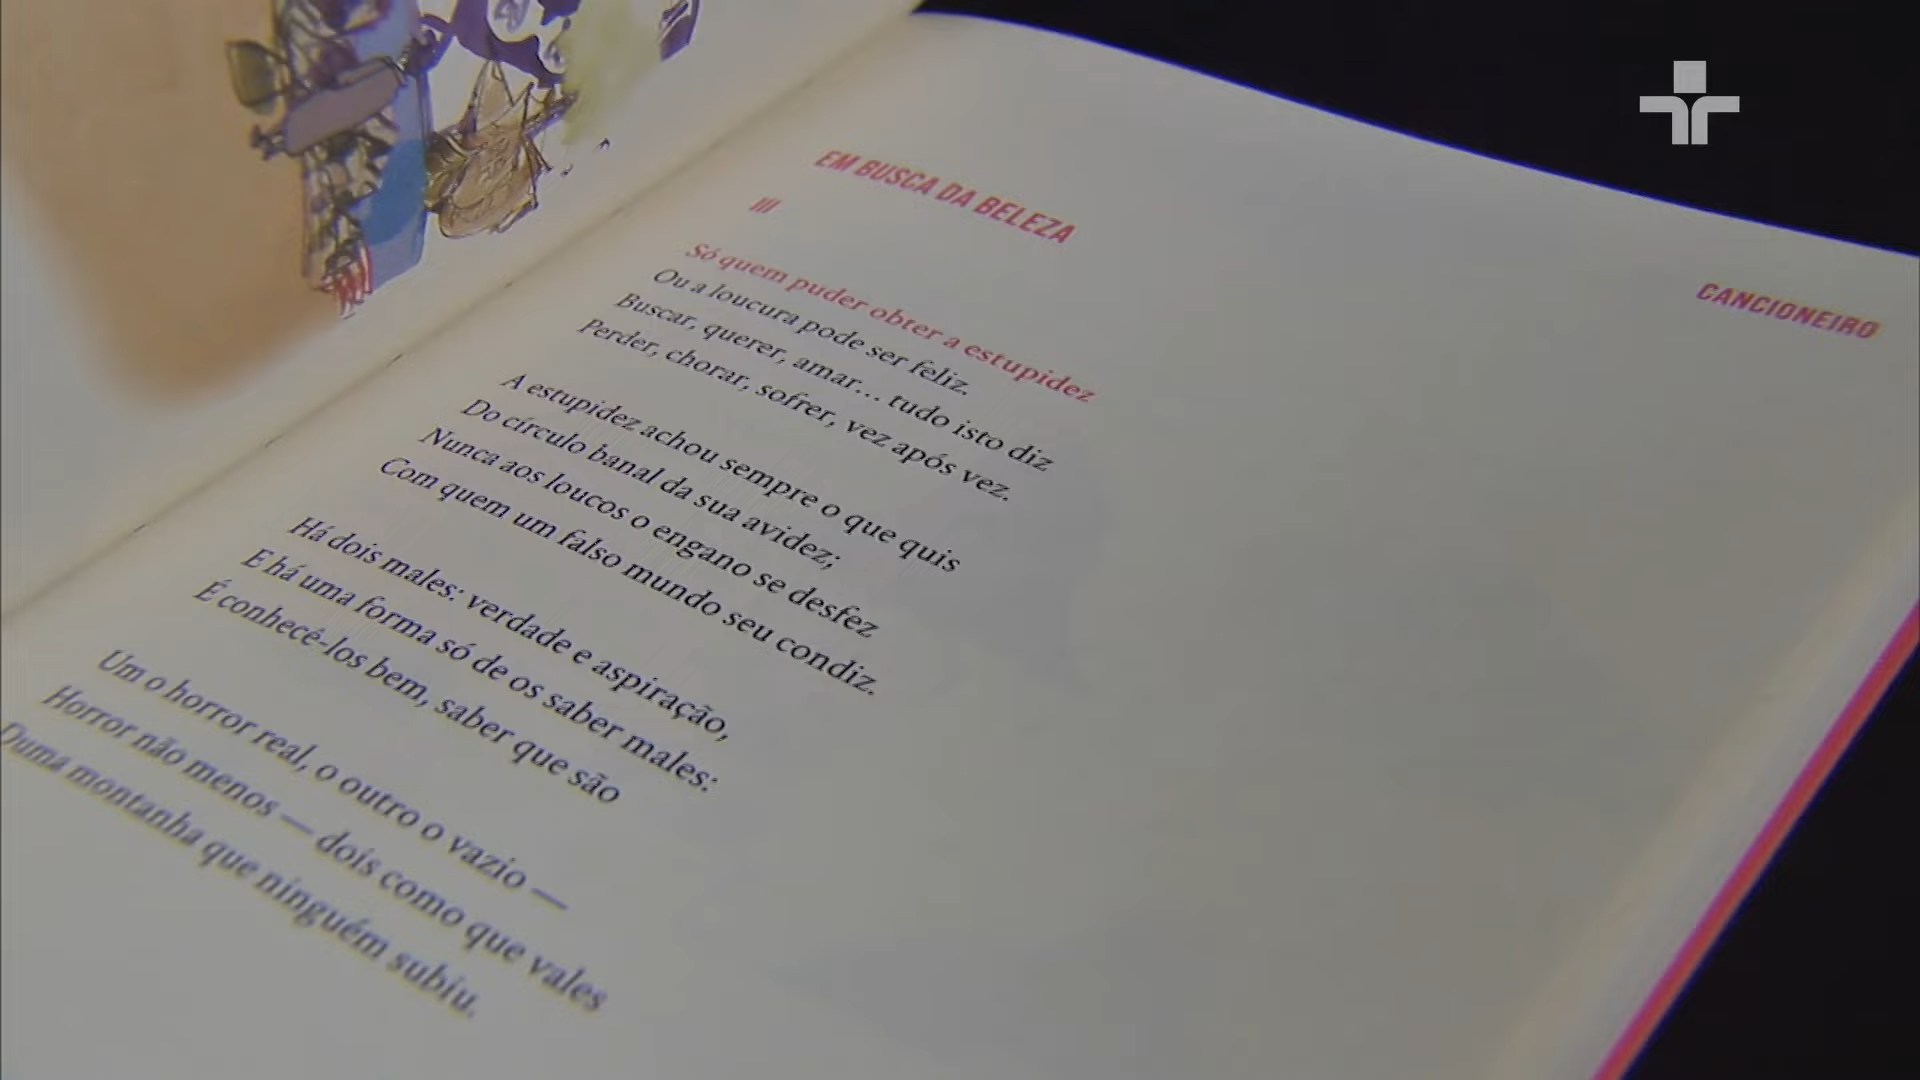 EM BUSCA DA BELEZA
III
CANCIONEIRO
Só quem puder obter a estupidez
Ou a loucura pode ser feliz.
Buscar, querer, amar... tudo isto diz
Perder, chorar, sofrer, vez após vez.
A estupidez achou sempre o que quis
Do círculo banal da sua avidez;
Nunca aos loucos o engano se desfez
Com quem um falso mundo seu condiz.
Há dois males: verdade e aspiração,
E há uma forma só de os saber males:
É conhecê-los bem, saber que são
Um o horror real, o outro o vazio —
Horror não menos — dois como que vales
Duma montanha que ninguém subiu.